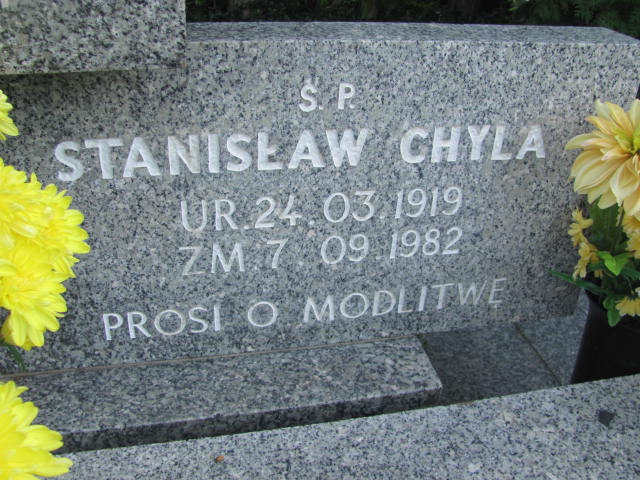 Ś.P.
STANISŁAW CHYLA
UR.24.03.1919
ZM.7.09.1982
PROSI O MODLITWĘ